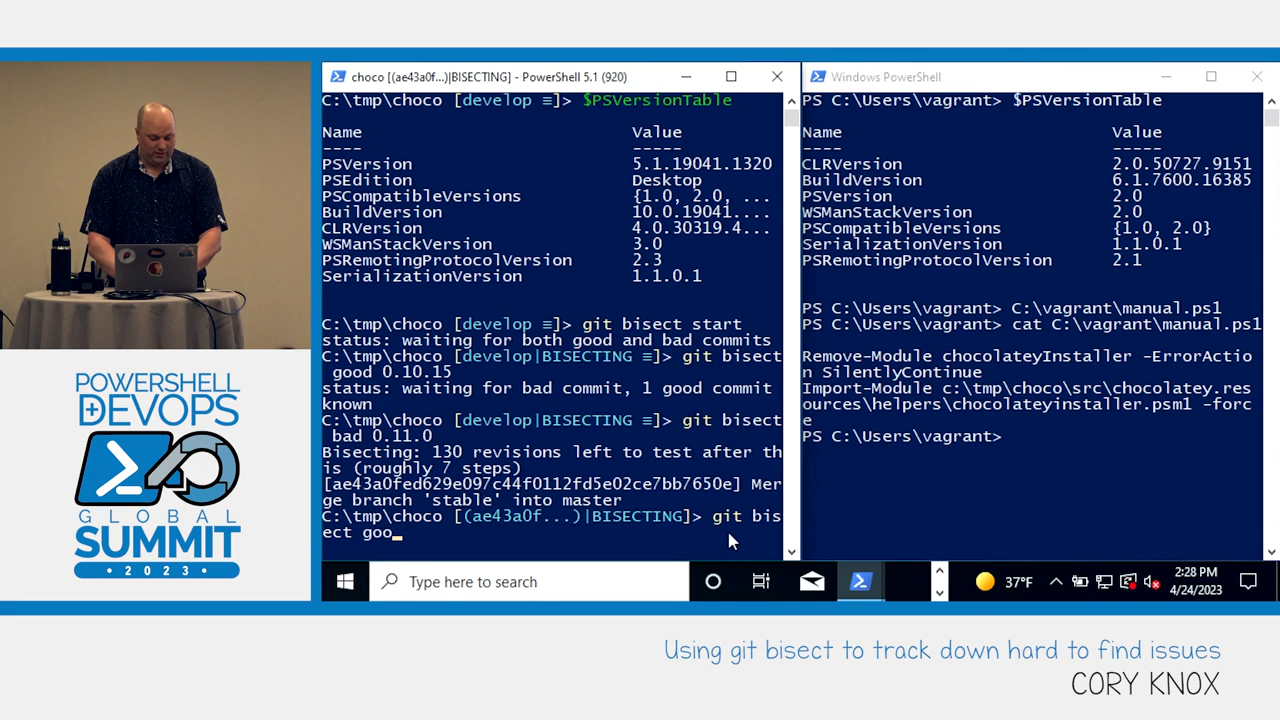 choco [(ae43a0f...)|BISECTING] - PowerShell 5.1 (920)
C:\tmp\choco [develop ≡]> $PSVersionTable
Name Value
---- -----
PSVersion 5.1.19041.1320
PSEdition Desktop
PSCompatibleVersions {1.0, 2.0, ...
BuildVersion 10.0.19041....
CLRVersion 4.0.30319.4...
WSManStackVersion 3.0
PSRemotingProtocolVersion 2.3
SerializationVersion 1.1.0.1
C:\tmp\choco [develop ≡]> git bisect start
status: waiting for both good and bad commits
C:\tmp\choco [develop|BISECTING ≡]> git bisect
good 0.10.15
status: waiting for bad commit, 1 good commit
known
C:\tmp\choco [develop|BISECTING ≡]> git bisect
bad 0.11.0
Bisecting: 130 revisions left to test after th
is (roughly 7 steps)
[ae43a0fed629e097c44f0112fd5e02ce7bb7650e] Mer
ge branch 'stable' into master
C:\tmp\choco [(ae43a0f...)|BISECTING]> git bis
ect goo
Windows PowerShell
PS C:\Users\vagrant> $PSVersionTable
Name Value
---- -----
CLRVersion 2.0.50727.9151
BuildVersion 6.1.7600.16385
PSVersion 2.0
WSManStackVersion 2.0
PSCompatibleVersions {1.0, 2.0}
SerializationVersion 1.1.0.1
PSRemotingProtocolVersion 2.1
PS C:\Users\vagrant> C:\vagrant\manual.ps1
PS C:\Users\vagrant> cat C:\vagrant\manual.ps1
Remove-Module chocolateyInstaller -ErrorActio
n SilentlyContinue
Import-Module c:\tmp\choco\src\chocolatey.res
ources\helpers\chocolateyinstaller.psm1 -forc
e
PS C:\Users\vagrant>
Type here to search
37°F
2:28 PM
4/24/2023
POWERSHELL
+DEVOPS
GLOBAL
SUMMIT
2023
Using git bisect to track down hard to find issues
CORY KNOX